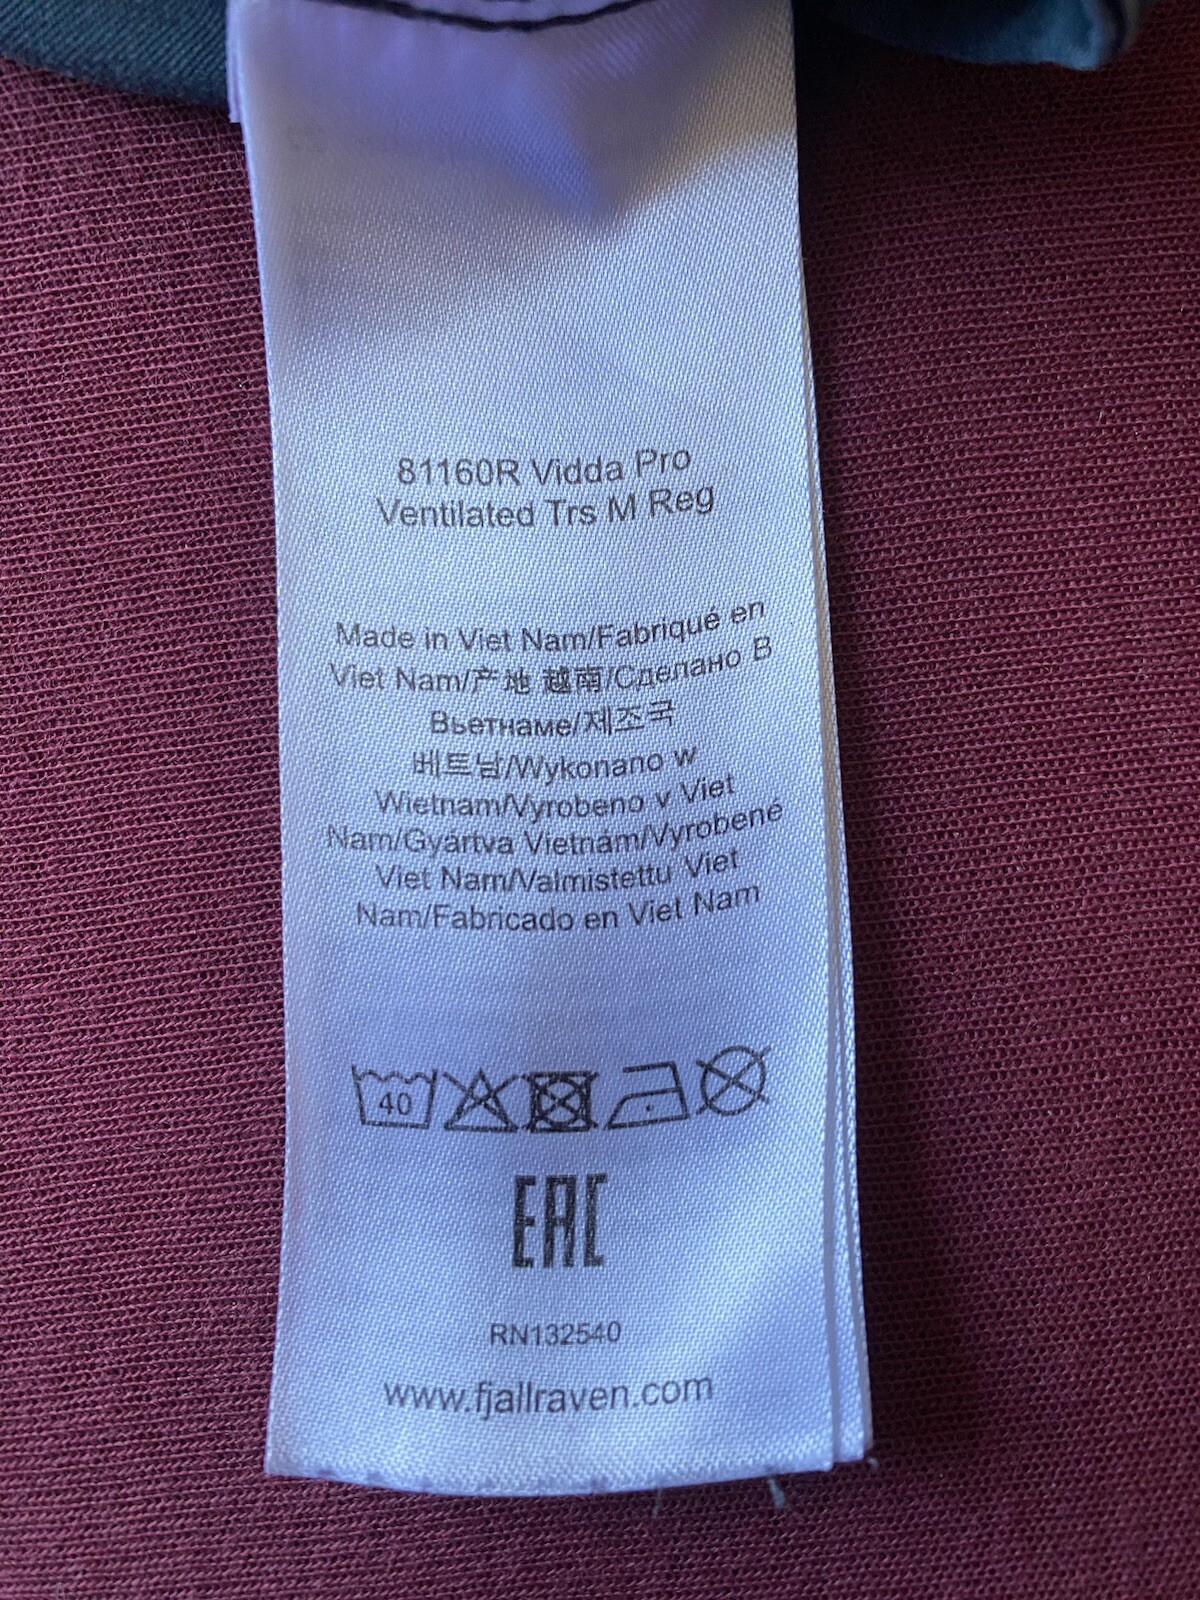 81160R Vidda Pro
Ventilated Trs M Reg
Made in Viet Nam/Fabriqué en
Viet Nam/产地 越南/Сделано В
Вьетнаме/제조국
베트남/Wykonano w
Wietnam/Vyrobeno v Viet
Nam/Gyártva Vietnám/Vyrobené
Viet Nam/Valmistettu Viet
Nam/Fabricado en Viet Nam
40
EAC
RN132540
www.fjallraven.com